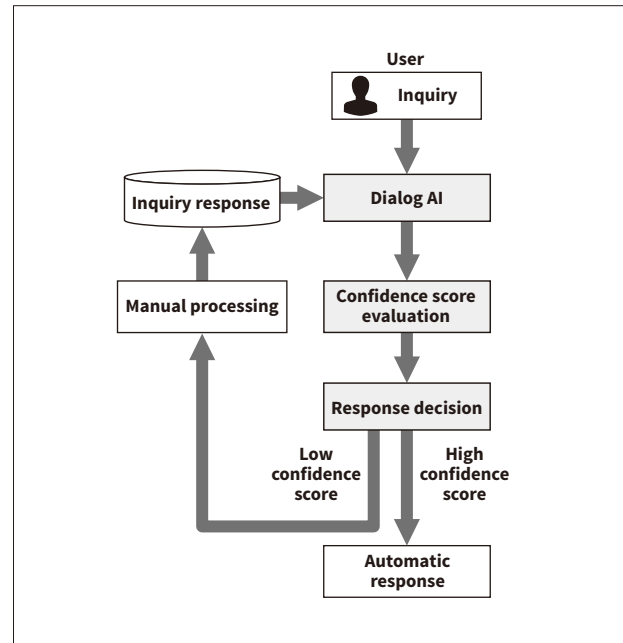 User
Inquiry
Inquiry response
Dialog AI
Manual processing
Confidence score
evaluation
Response decision
Low
confidence
score
High
confidence
score
Automatic
response